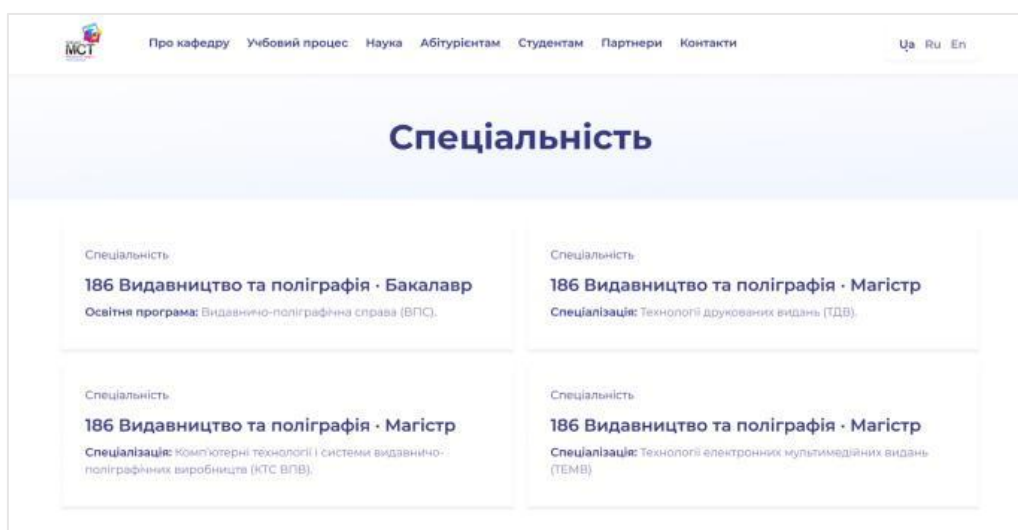 МСТ
Про кафедру Учбовий процес Наука Абітурієнтам Студентам Партнери Контакти
Ua Ru En
Спеціальність
Спеціальність
186 Видавництво та поліграфія · Бакалавр
Освітня програма: Видавничо-поліграфічна справа (ВПС).
Спеціальність
186 Видавництво та поліграфія · Магістр
Спеціалізація: Технології друкованих видань (ТДВ).
Спеціальність
186 Видавництво та поліграфія · Магістр
Спеціалізація: Комп'ютерні технології і системи видавничо-
поліграфічних виробництв (КТС ВПВ).
Спеціальність
186 Видавництво та поліграфія · Магістр
Спеціалізація: Технології електронних мультимедійних видань
(ТЕМВ)